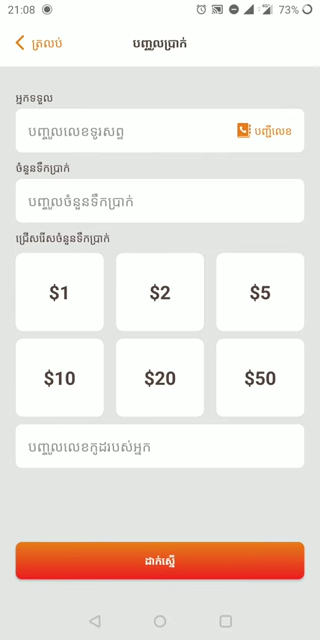 21:08 73%
ត្រលប់ បញ្ចូលប្រាក់
អ្នកទទួល
បញ្ចូលលេខទូរសព្ទ បញ្ជីលេខ
ចំនួនទឹកប្រាក់
បញ្ចូលចំនួនទឹកប្រាក់
ជ្រើសរើសចំនួនទឹកប្រាក់
$1 $2 $5
$10 $20 $50
បញ្ចូលលេខកូដរបស់អ្នក
ដាក់ស្នើ